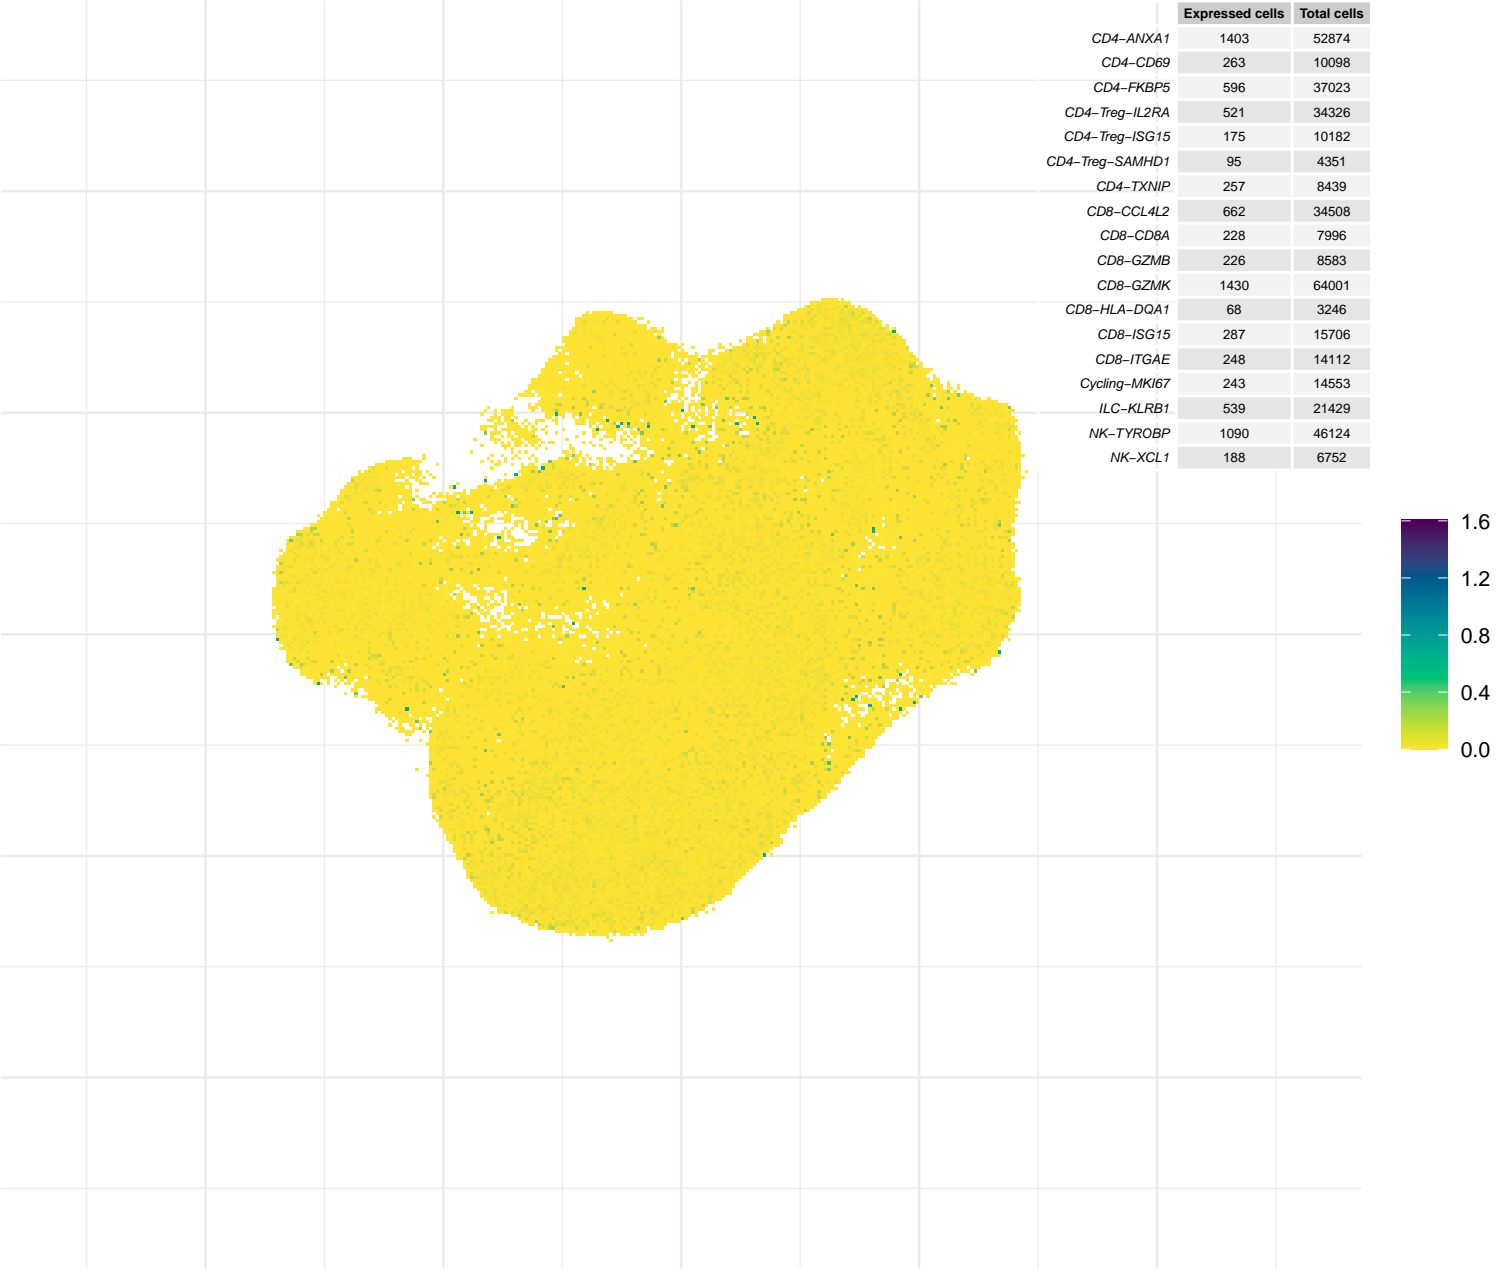 Expressed cells Total cells
CD4−ANXA1 1403 52874
CD4−CD69 263 10098
CD4−FKBP5 596 37023
CD4−Treg−IL2RA 521 34326
CD4−Treg−ISG15 175 10182
CD4−Treg−SAMHD1 95 4351
CD4−TXNIP 257 8439
CD8−CCL4L2 662 34508
CD8−CD8A 228 7996
CD8−GZMB 226 8583
CD8−GZMK 1430 64001
CD8−HLA−DQA1 68 3246
CD8−ISG15 287 15706
CD8−ITGAE 248 14112
Cycling−MKI67 243 14553
ILC−KLRB1 539 21429
NK−TYROBP 1090 46124
NK−XCL1 188 6752
1.6
1.2
0.8
0.4
0.0